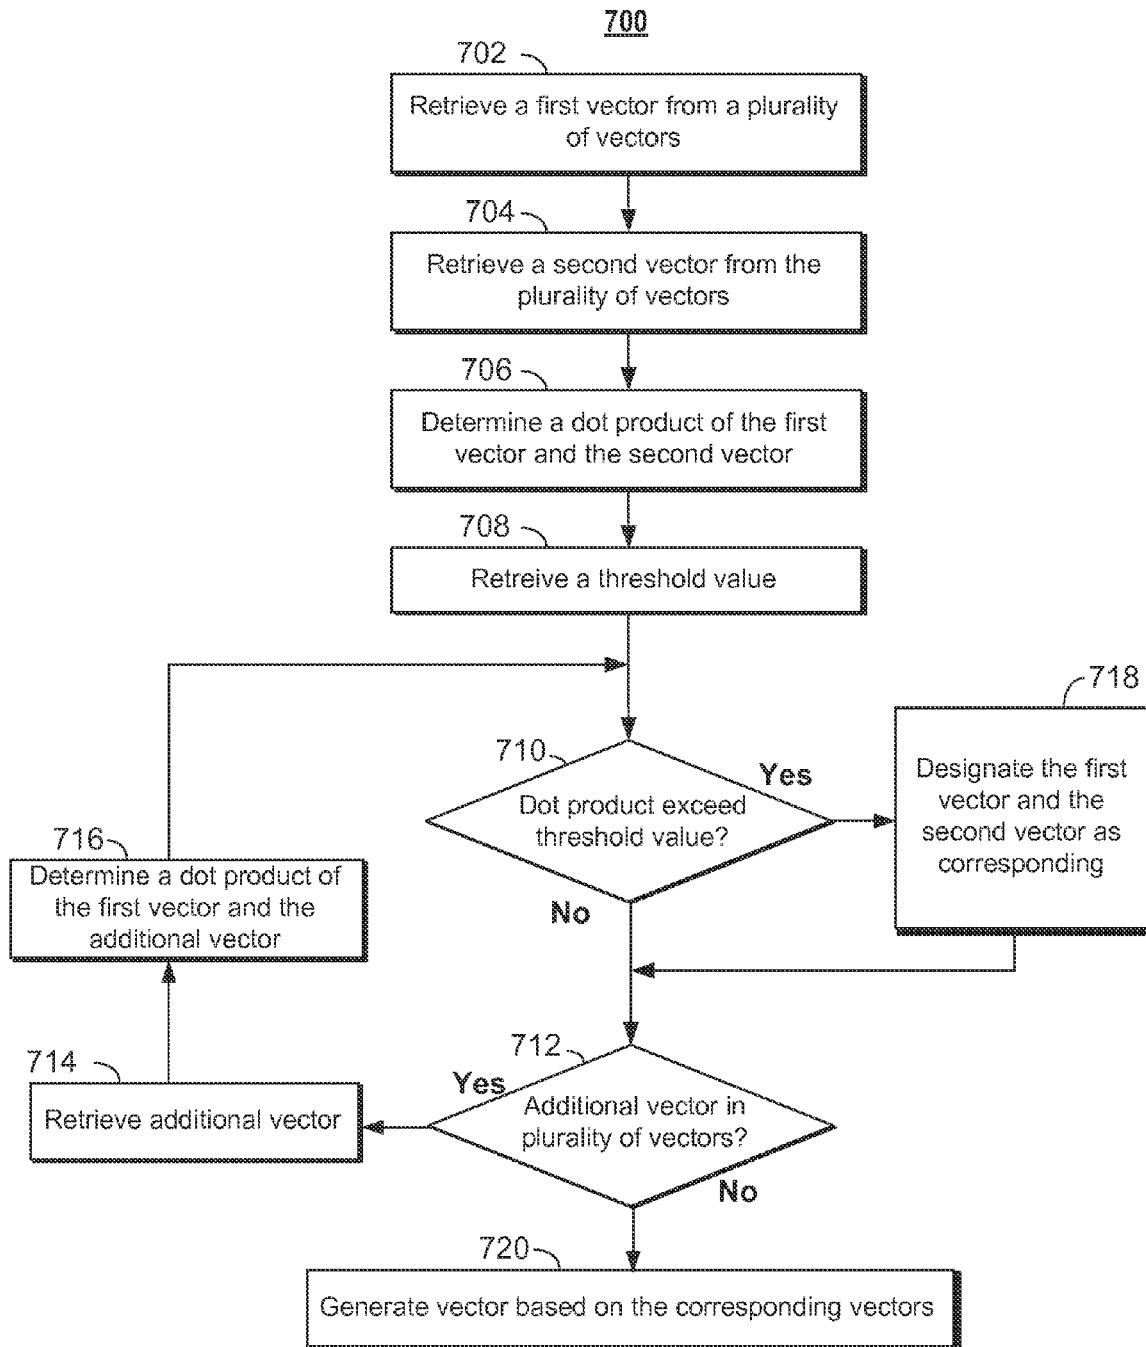 700
702
Retrieve a first vector from a plurality
of vectors
704
Retrieve a second vector from the
plurality of vectors
706
Determine a dot product of the first
vector and the second vector
708
Retreive a threshold value
710
Dot product exceed
threshold value?
Yes
No
718
Designate the first
vector and the
second vector as
corresponding
716
Determine a dot product of
the first vector and the
additional vector
714
Retrieve additional vector
712
Additional vector in
plurality of vectors?
Yes
No
720
Generate vector based on the corresponding vectors